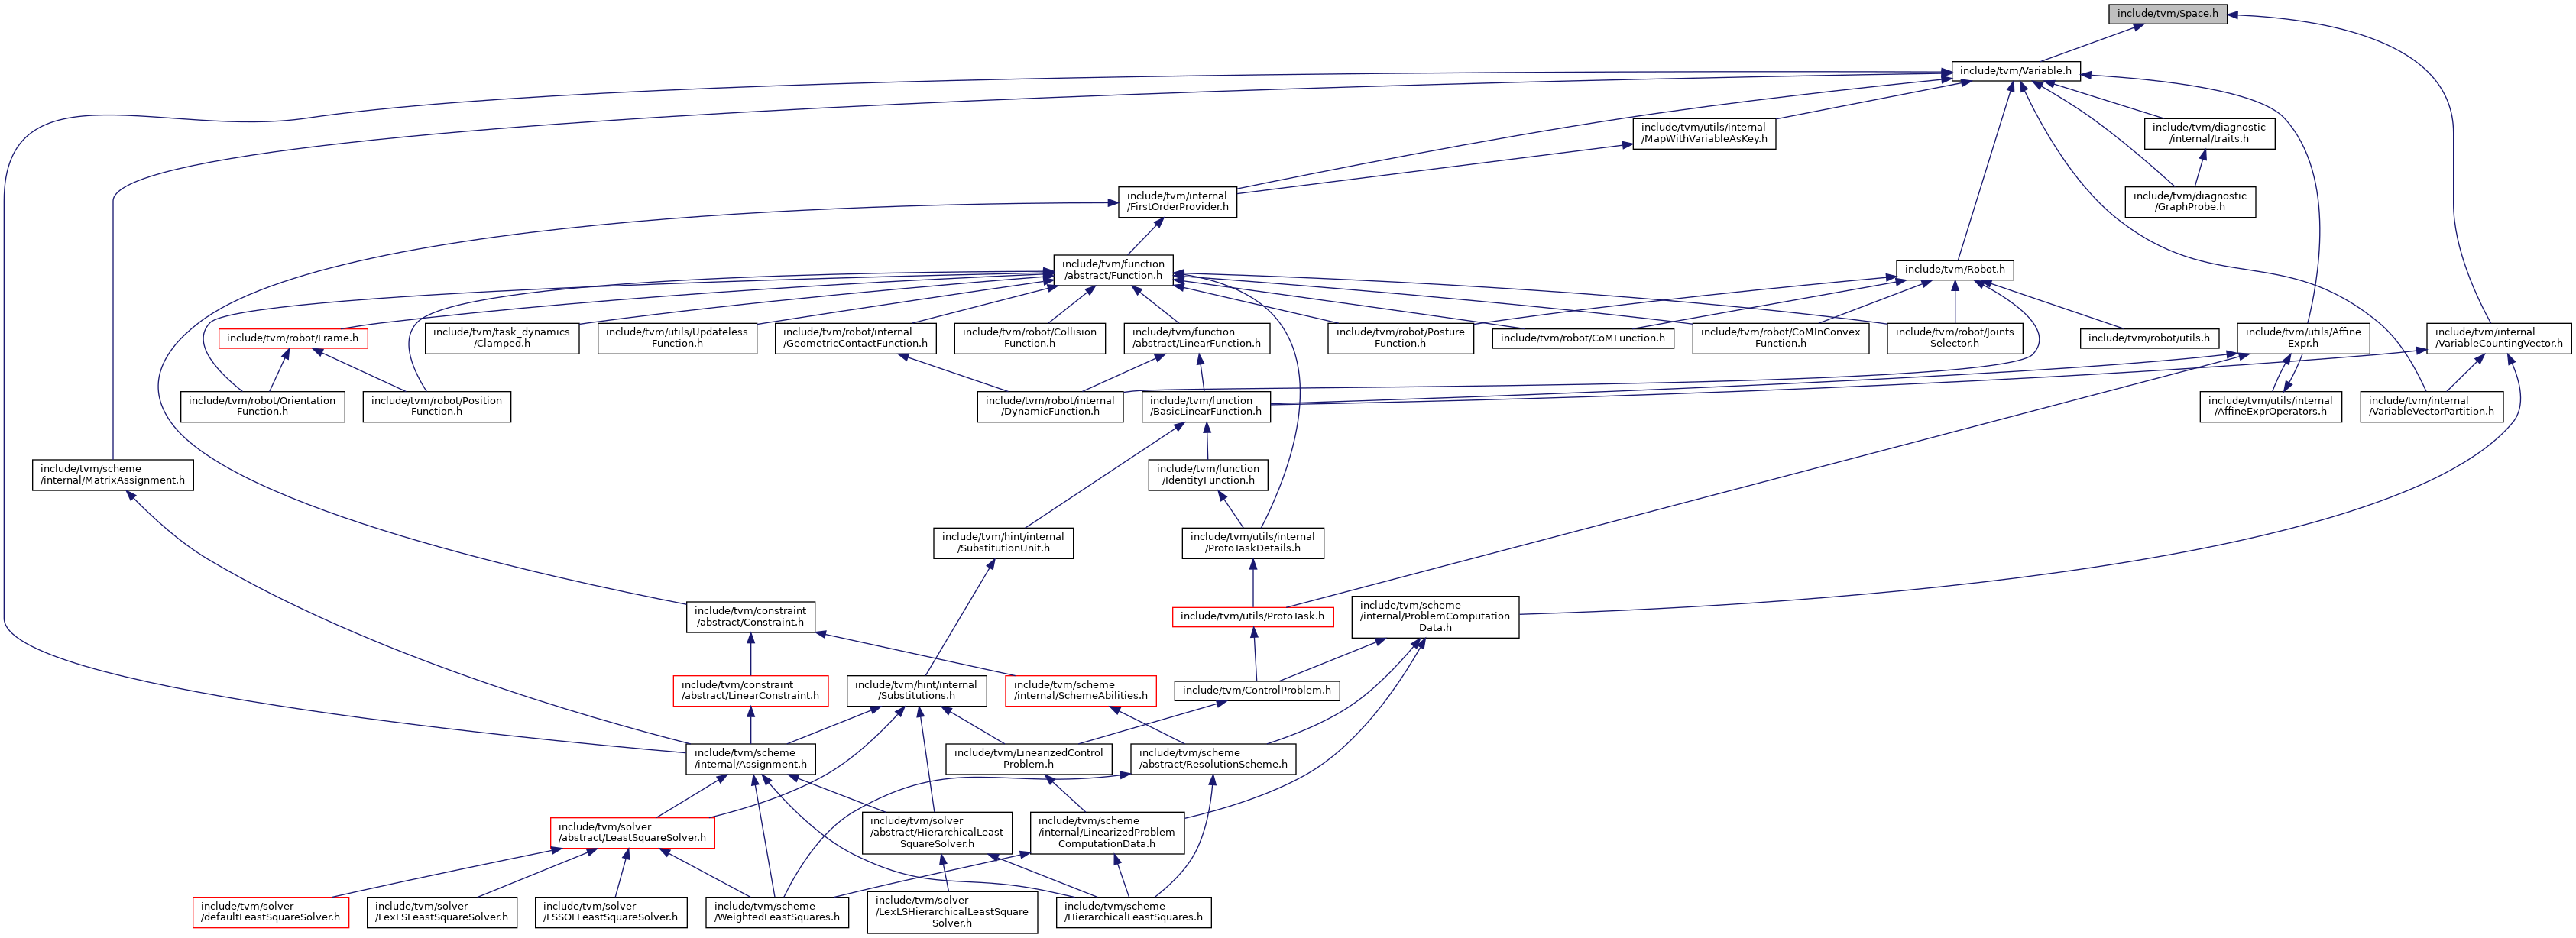 include/tvm/Space.h
include/tvm/Variable.h
include/tvm/utils/internal
/MapWithVariableAsKey.h
include/tvm/diagnostic
/internal/traits.h
include/tvm/internal
/FirstOrderProvider.h
include/tvm/diagnostic
/GraphProbe.h
include/tvm/function
/abstract/Function.h
include/tvm/Robot.h
include/tvm/robot/Frame.h
include/tvm/task_dynamics
/Clamped.h
include/tvm/utils/Updateless
Function.h
include/tvm/robot/internal
/GeometricContactFunction.h
include/tvm/robot/Collision
Function.h
include/tvm/function
/abstract/LinearFunction.h
include/tvm/robot/Posture
Function.h
include/tvm/robot/CoMFunction.h
include/tvm/robot/CoMInConvex
Function.h
include/tvm/robot/Joints
Selector.h
include/tvm/robot/utils.h
include/tvm/utils/Affine
Expr.h
include/tvm/internal
/VariableCountingVector.h
include/tvm/robot/Orientation
Function.h
include/tvm/robot/Position
Function.h
include/tvm/robot/internal
/DynamicFunction.h
include/tvm/function
/BasicLinearFunction.h
include/tvm/utils/internal
/AffineExprOperators.h
include/tvm/internal
/VariableVectorPartition.h
include/tvm/scheme
/internal/MatrixAssignment.h
include/tvm/function
/IdentityFunction.h
include/tvm/hint/internal
/SubstitutionUnit.h
include/tvm/utils/internal
/ProtoTaskDetails.h
include/tvm/constraint
/abstract/Constraint.h
include/tvm/utils/ProtoTask.h
include/tvm/scheme
/internal/ProblemComputation
Data.h
include/tvm/constraint
/abstract/LinearConstraint.h
include/tvm/hint/internal
/Substitutions.h
include/tvm/scheme
/internal/SchemeAbilities.h
include/tvm/ControlProblem.h
include/tvm/scheme
/internal/Assignment.h
include/tvm/LinearizedControl
Problem.h
include/tvm/scheme
/abstract/ResolutionScheme.h
include/tvm/solver
/abstract/LeastSquareSolver.h
include/tvm/solver
/abstract/HierarchicalLeast
SquareSolver.h
include/tvm/scheme
/internal/LinearizedProblem
ComputationData.h
include/tvm/solver
/defaultLeastSquareSolver.h
include/tvm/solver
/LexLSLeastSquareSolver.h
include/tvm/solver
/LSSOLLeastSquareSolver.h
include/tvm/scheme
/WeightedLeastSquares.h
include/tvm/solver
/LexLSHierarchicalLeastSquare
Solver.h
include/tvm/scheme
/HierarchicalLeastSquares.h